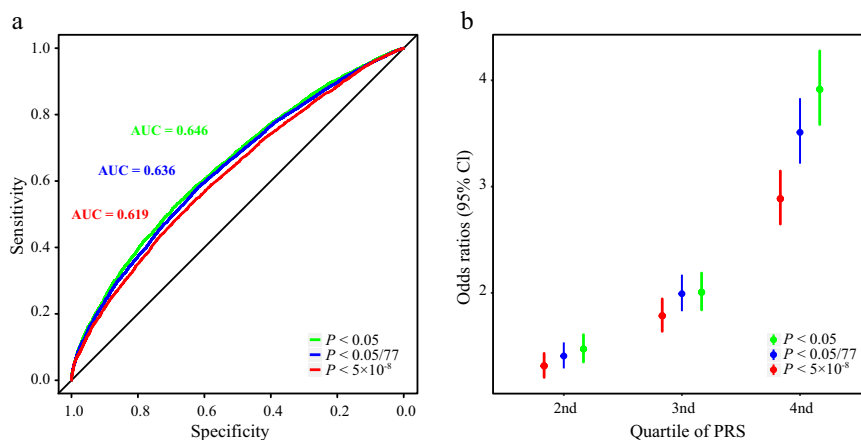 a
1.0
0.8
0.6
0.4
0.2
0.0
Sensitivity
AUC = 0.646
AUC = 0.636
AUC = 0.619
P < 0.05
P < 0.05/77
P < 5×10⁻⁸
1.0
0.8
0.6
0.4
0.2
0.0
Specificity
b
4
3
2
Odds ratios (95% CI)
P < 0.05
P < 0.05/77
P < 5×10⁻⁸
2nd
3nd
4nd
Quartile of PRS